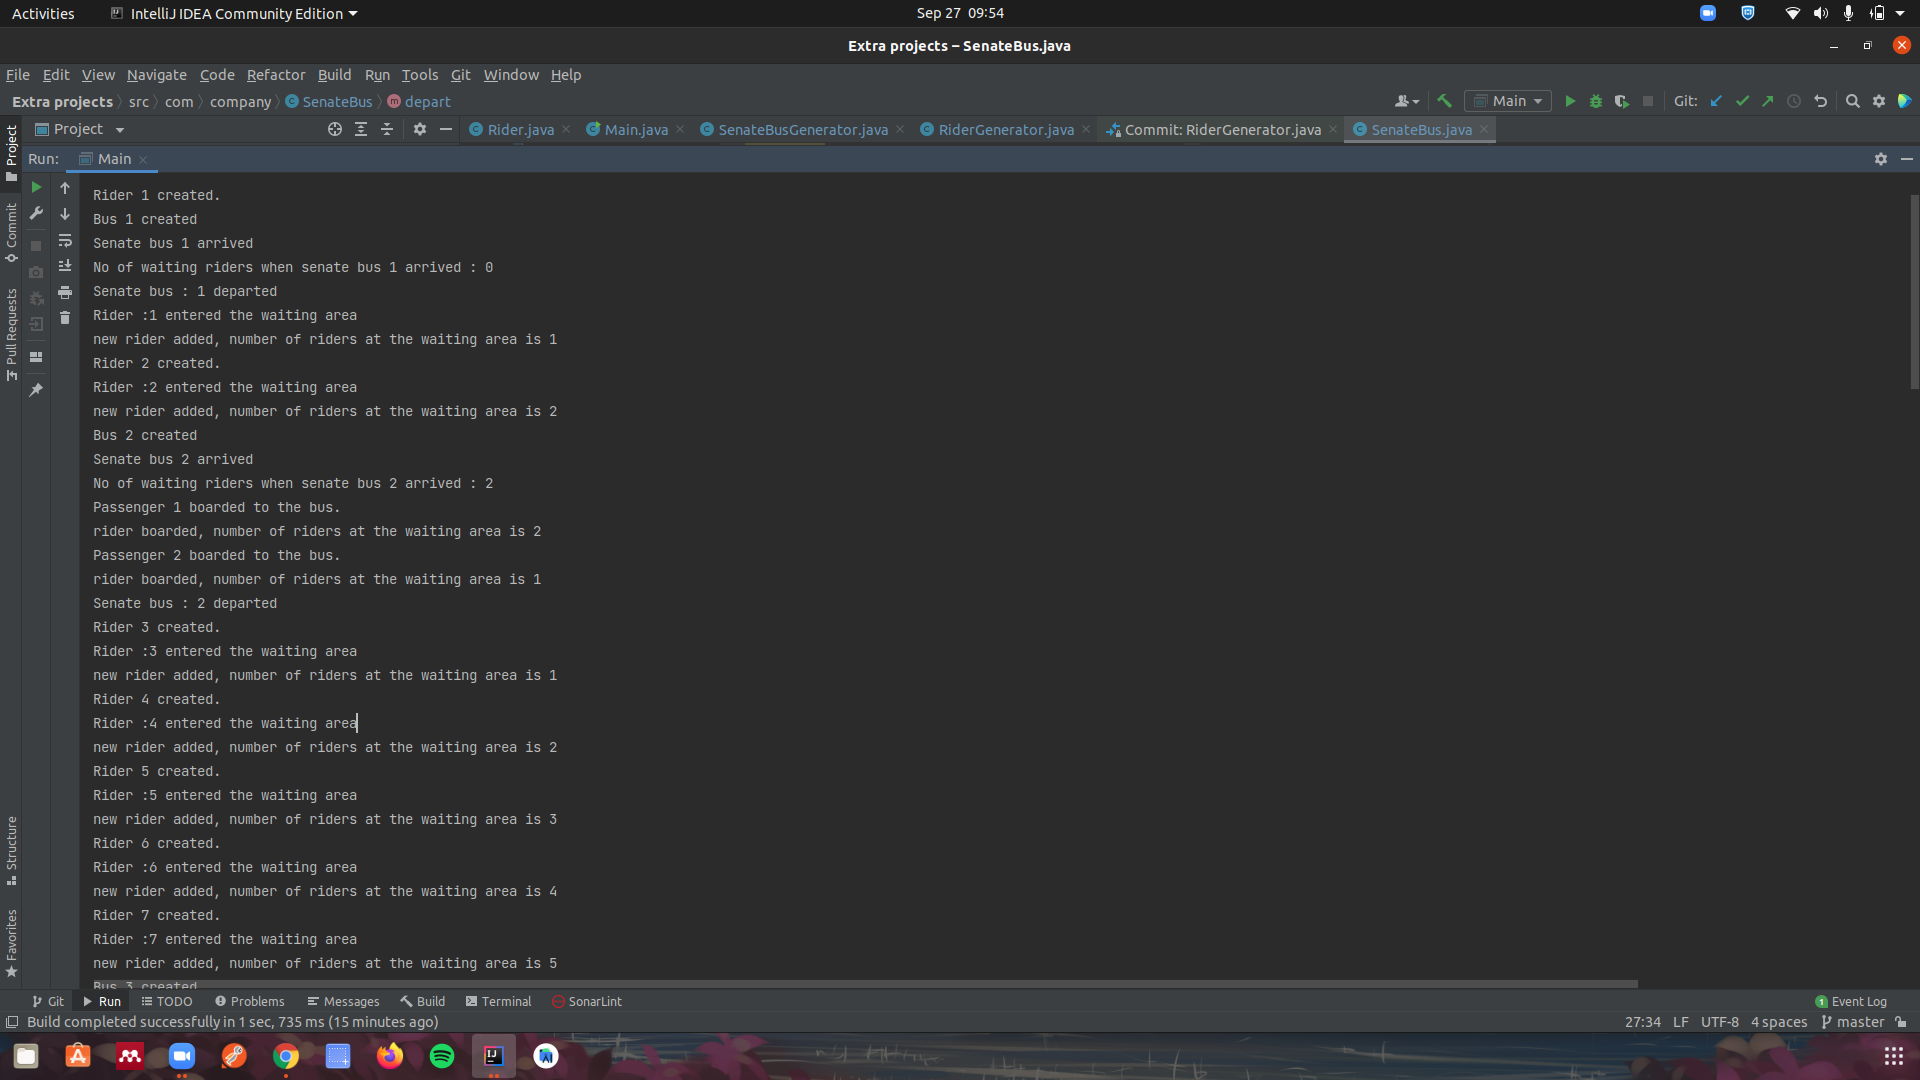 Activities IntelliJ IDEA Community Edition Sep 27 09:54
Extra projects – SenateBus.java
File Edit View Navigate Code Refactor Build Run Tools Git Window Help
Extra projects src com company SenateBus depart Main Git:
Project Rider.java Main.java SenateBusGenerator.java RiderGenerator.java Commit: RiderGenerator.java SenateBus.java
Run: Main
Project
Commit
Pull Requests
Structure
Favorites
Rider 1 created.
Bus 1 created
Senate bus 1 arrived
No of waiting riders when senate bus 1 arrived : 0
Senate bus : 1 departed
Rider :1 entered the waiting area
new rider added, number of riders at the waiting area is 1
Rider 2 created.
Rider :2 entered the waiting area
new rider added, number of riders at the waiting area is 2
Bus 2 created
Senate bus 2 arrived
No of waiting riders when senate bus 2 arrived : 2
Passenger 1 boarded to the bus.
rider boarded, number of riders at the waiting area is 2
Passenger 2 boarded to the bus.
rider boarded, number of riders at the waiting area is 1
Senate bus : 2 departed
Rider 3 created.
Rider :3 entered the waiting area
new rider added, number of riders at the waiting area is 1
Rider 4 created.
Rider :4 entered the waiting area
new rider added, number of riders at the waiting area is 2
Rider 5 created.
Rider :5 entered the waiting area
new rider added, number of riders at the waiting area is 3
Rider 6 created.
Rider :6 entered the waiting area
new rider added, number of riders at the waiting area is 4
Rider 7 created.
Rider :7 entered the waiting area
new rider added, number of riders at the waiting area is 5
Bus 3 created
Git Run TODO Problems Messages Build Terminal SonarLint 1 Event Log
Build completed successfully in 1 sec, 735 ms (15 minutes ago) 27:34 LF UTF-8 4 spaces master